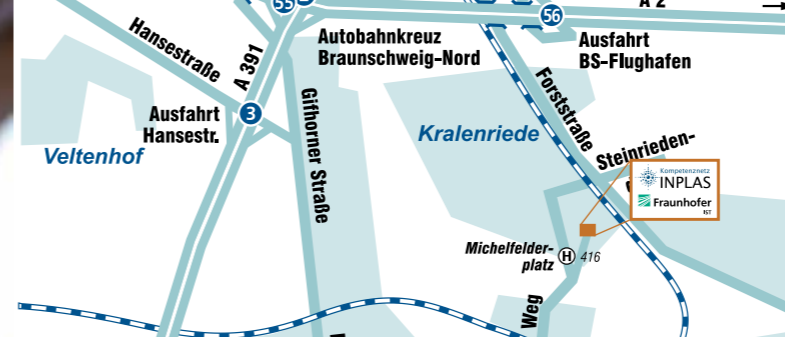 55
A 2
56
Hansestraße
A 391
Autobahnkreuz
Braunschweig-Nord
Ausfahrt
BS-Flughafen
Ausfahrt
Hansestr.
3
Gifhorner Straße
Forststraße
Kralenriede
Veltenhof
Steinrieden-
Kompetenznetz
INPLAS
Fraunhofer
IST
Michelfelder-
platz
H
416
Weg